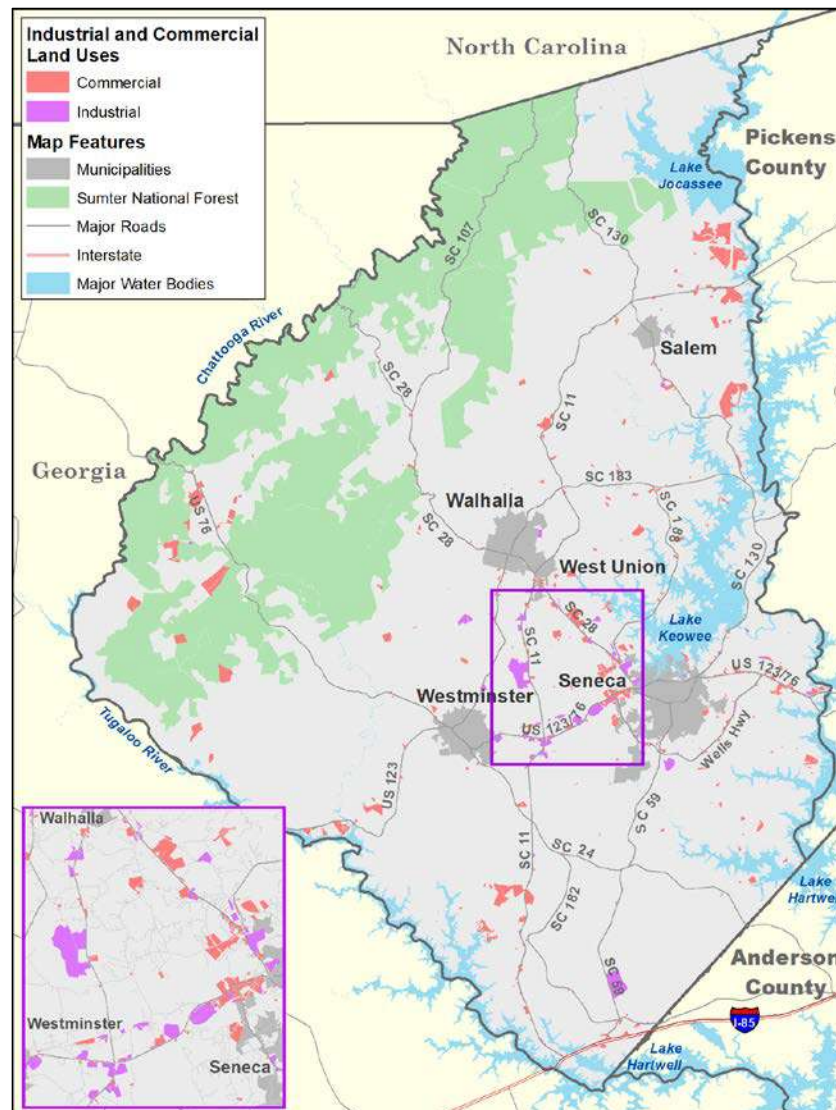 Industrial and Commercial
Land Uses
Commercial
Industrial
Map Features
Municipalities
Sumter National Forest
Major Roads
Interstate
Major Water Bodies
North Carolina
Pickens
County
Lake
Jocassee
SC 107
SC 130
Chattooga River
Salem
SC 28
SC 11
Georgia
US 76
SC 183
Walhalla
SC 188
SC 28
SC 130
West Union
SC 28
Lake
Keowee
SC 11
Seneca
US 123/76
Westminster
US 123/76
Wells Hwy
Tugaloo River
US 123
SC 59
SC 11
SC 24
SC 182
Lake
Hartwell
SC 59
Anderson
County
I-85
Lake
Hartwell
Walhalla
Westminster
Seneca